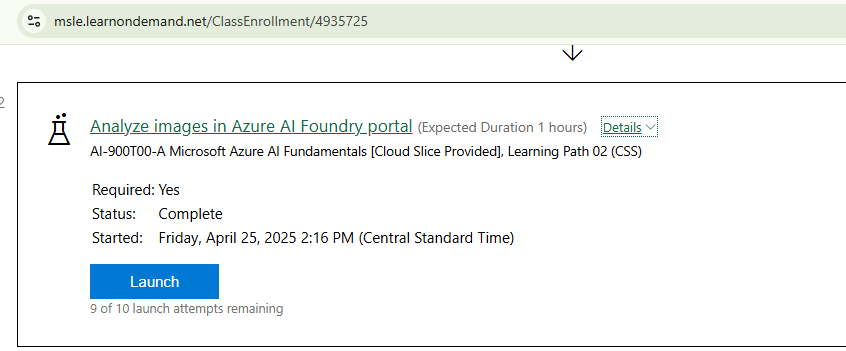 msle.learnondemand.net/ClassEnrollment/4935725
2
Analyze images in Azure AI Foundry portal (Expected Duration 1 hours) Details
AI-900T00-A Microsoft Azure AI Fundamentals [Cloud Slice Provided], Learning Path 02 (CSS)
Required: Yes
Status: Complete
Started: Friday, April 25, 2025 2:16 PM (Central Standard Time)
Launch
9 of 10 launch attempts remaining